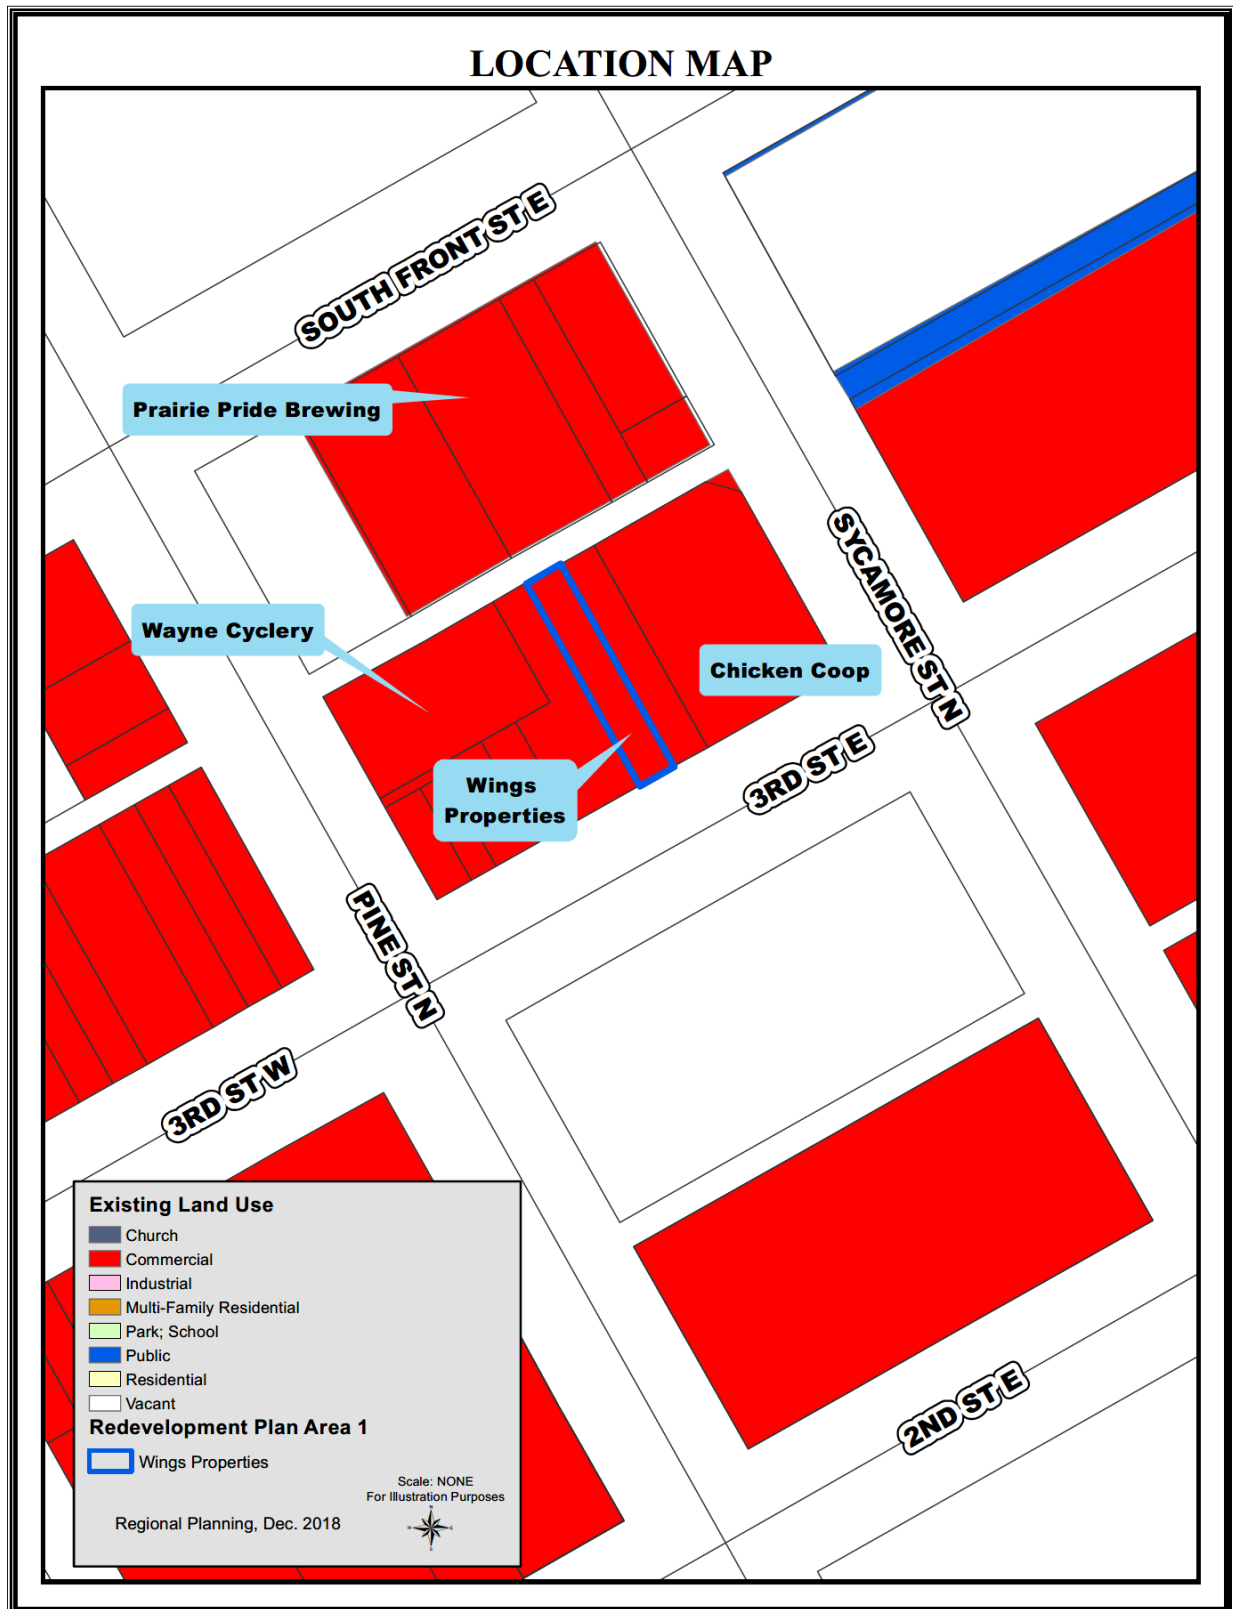 LOCATION MAP
SOUTH FRONT ST E
Prairie Pride Brewing
SYCAMORE ST N
Wayne Cyclery
Chicken Coop
3RD ST E
Wings
Properties
PINE ST N
3RD ST W
2ND ST E
Existing Land Use
Church
Commercial
Industrial
Multi-Family Residential
Park; School
Public
Residential
Vacant
Redevelopment Plan Area 1
Wings Properties
Scale: NONE
For Illustration Purposes
Regional Planning, Dec. 2018
N
W
E
S